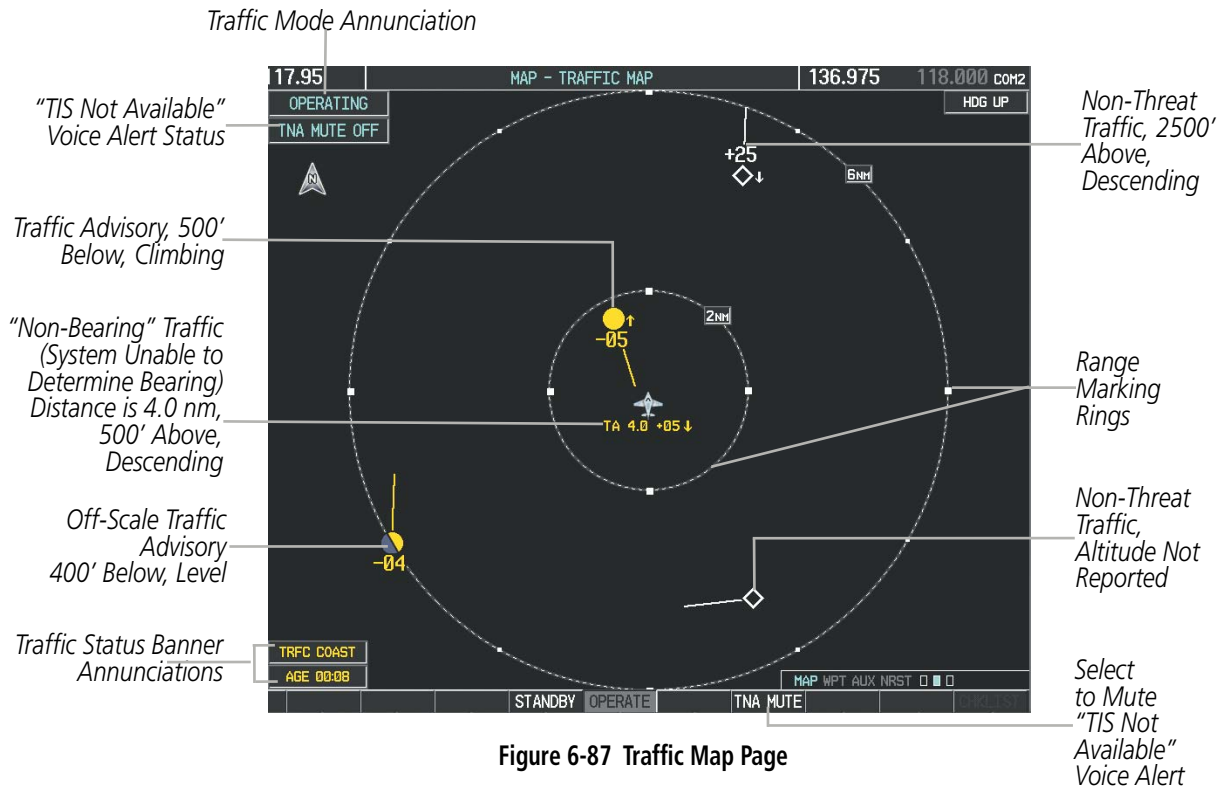 Traffic Mode Annunciation
17.95 MAP – TRAFFIC MAP 136.975 118.000 COM2
OPERATING
TNA MUTE OFF
HDG UP
"TIS Not Available"
Voice Alert Status
N
+25
6NM
Non-Threat
Traffic, 2500'
Above,
Descending
Traffic Advisory, 500'
Below, Climbing
2NM
-05
"Non-Bearing" Traffic
(System Unable to
Determine Bearing)
Distance is 4.0 nm,
500' Above,
Descending
TA 4.0 +05 ↓
Range
Marking
Rings
Off-Scale Traffic
Advisory
400' Below, Level
-04
Non-Threat
Traffic,
Altitude Not
Reported
Traffic Status Banner
Annunciations
TRFC COAST
AGE 00:08
MAP WPT AUX NRST
STANDBY OPERATE TNA MUTE CHKLIST
Select
to Mute
"TIS Not
Available"
Voice Alert
Figure 6-87 Traffic Map Page